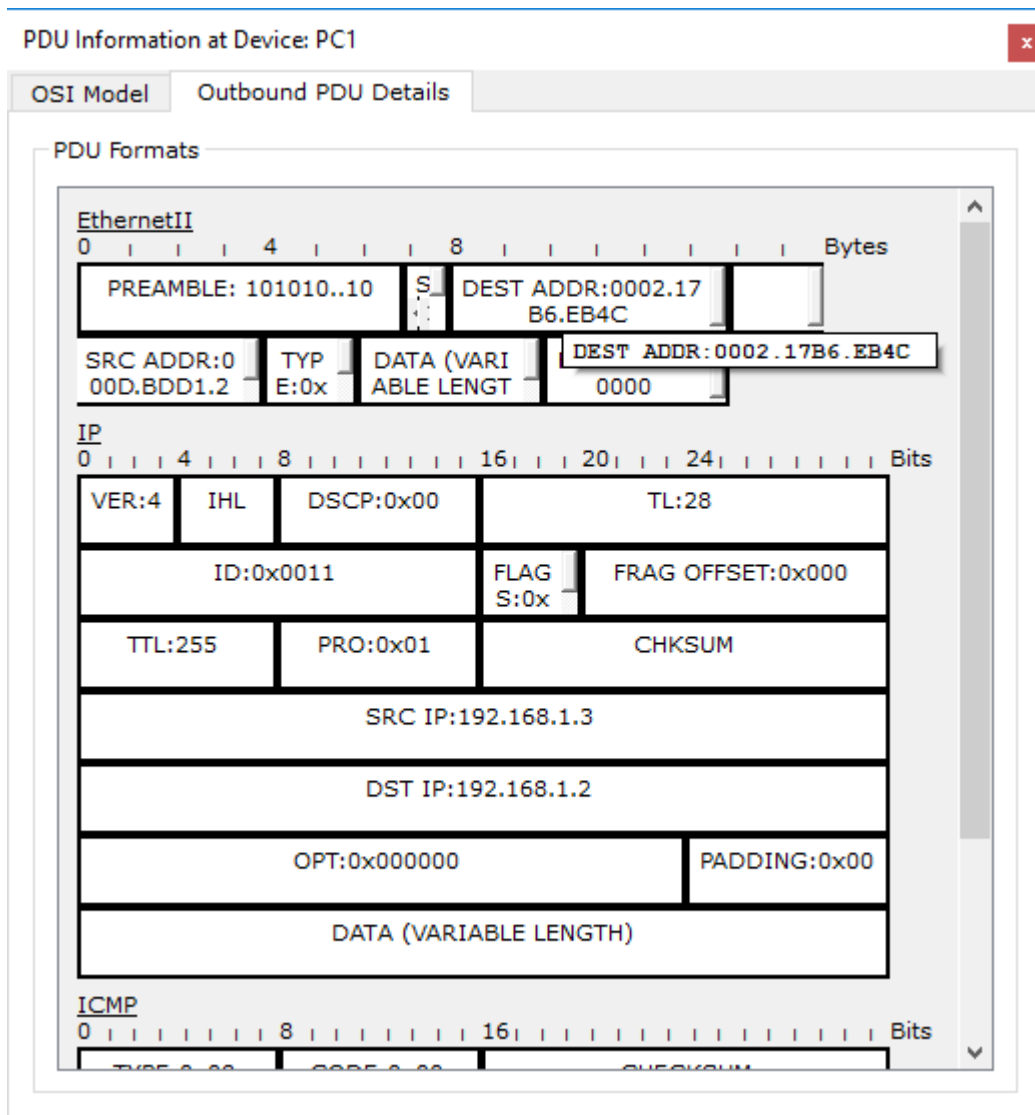 PDU Information at Device: PC1
x
OSI Model Outbound PDU Details
PDU Formats
EthernetII
0 4 8 Bytes
PREAMBLE: 101010..10 S DEST ADDR:0002.17
B6.EB4C
DEST ADDR:0002.17B6.EB4C
SRC ADDR:0 TYP DATA (VARI
00D.BDD1.2 E:0x ABLE LENGT 0000
IP
0 4 8 16 20 24 Bits
VER:4 IHL DSCP:0x00 TL:28
ID:0x0011 FLAG FRAG OFFSET:0x000
S:0x
TTL:255 PRO:0x01 CHKSUM
SRC IP:192.168.1.3
DST IP:192.168.1.2
OPT:0x000000 PADDING:0x00
DATA (VARIABLE LENGTH)
ICMP
0 8 16 Bits